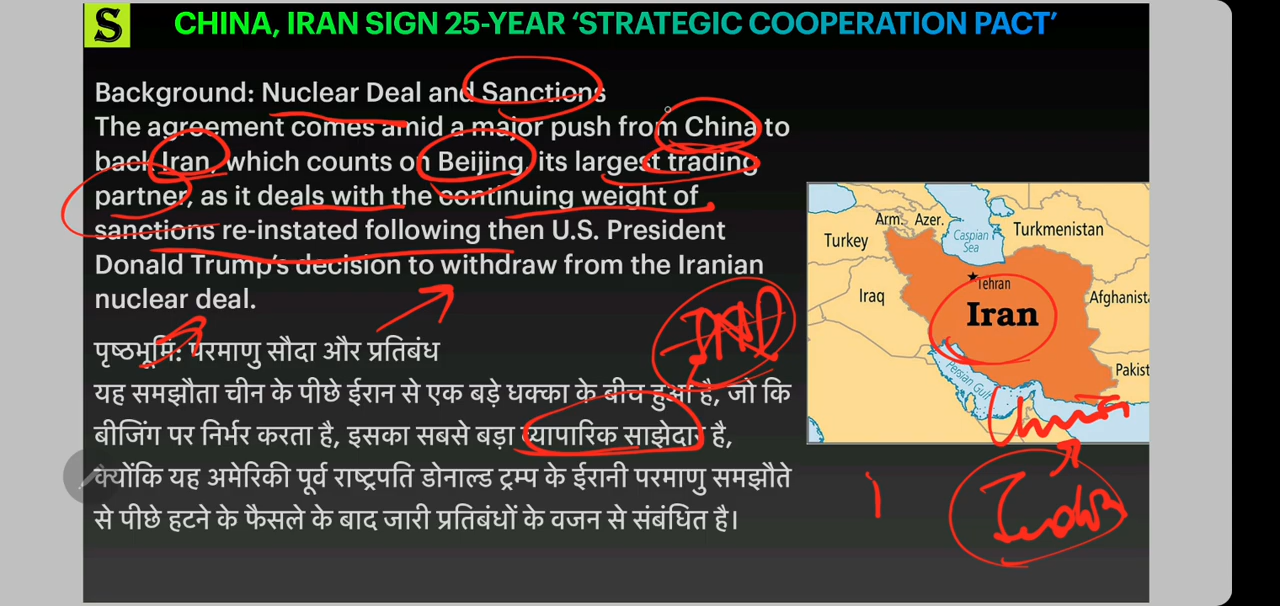 S
CHINA, IRAN SIGN 25-YEAR ‘STRATEGIC COOPERATION PACT’
Background: Nuclear Deal and Sanctions
The agreement comes amid a major push from China to
back Iran, which counts on Beijing, its largest trading
partner, as it deals with the continuing weight of
sanctions re-instated following then U.S. President
Donald Trump’s decision to withdraw from the Iranian
nuclear deal.
पृष्ठभूमि: परमाणु सौदा और प्रतिबंध
यह समझौता चीन के पीछे ईरान से एक बड़े धक्का के बीच हुआ है, जो कि
बीजिंग पर निर्भर करता है, इसका सबसे बड़ा व्यापारिक साझेदार है,
क्योंकि यह अमेरिकी पूर्व राष्ट्रपति डोनाल्ड ट्रम्प के ईरानी परमाणु समझौते
से पीछे हटने के फैसले के बाद जारी प्रतिबंधों के वजन से संबंधित है।
Arm. Azer.
Caspian
Sea
Turkmenistan
Turkey
Tehran
Iraq
Iran
Afghanist
Persian Gulf
Pakist
India